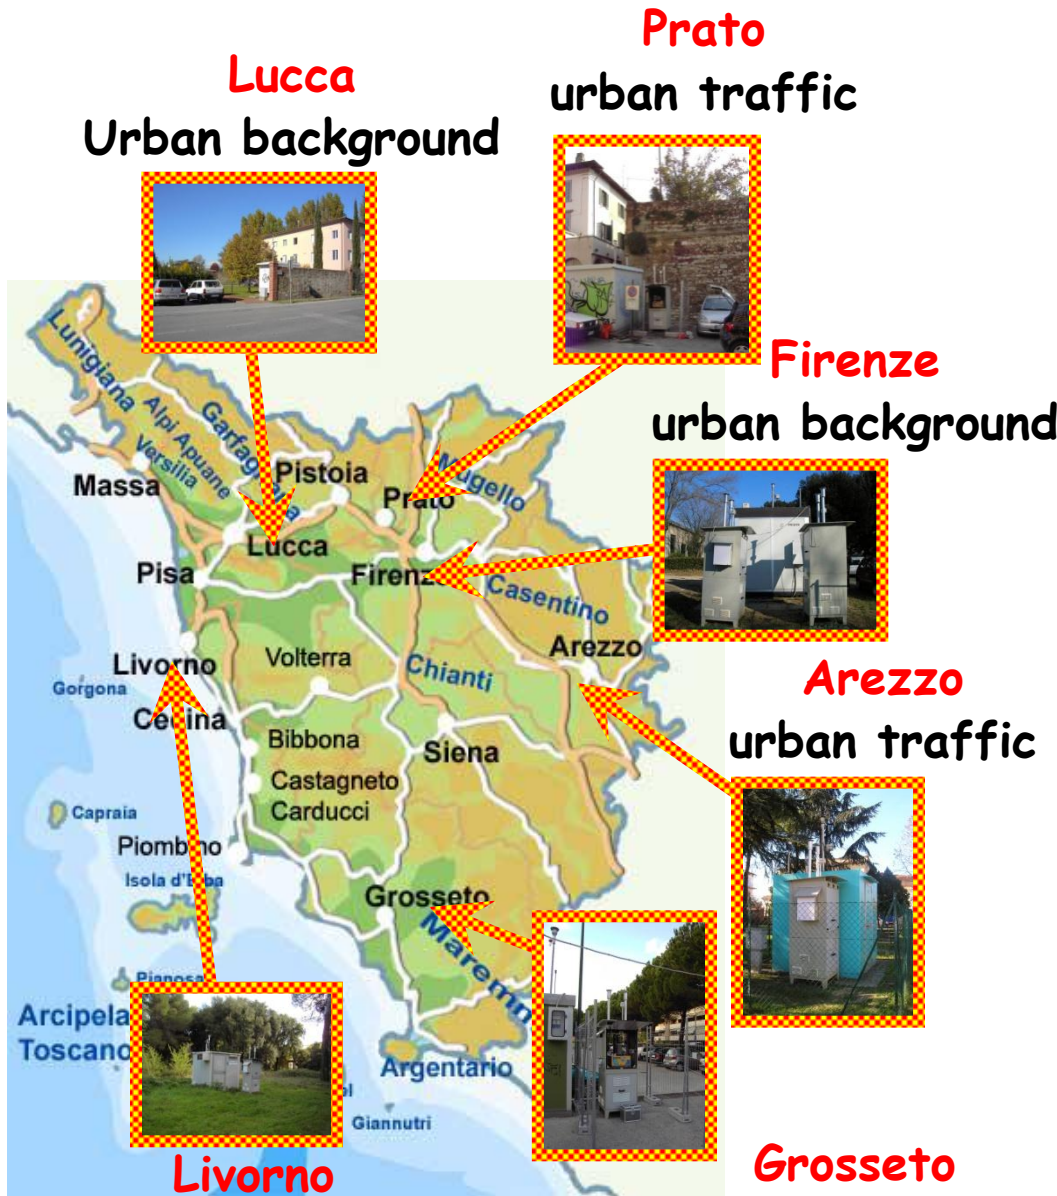 Prato
Lucca
urban traffic
Urban background
Firenze
urban background
Lunigiana
Alpi Apuane
Versilia
Garfagnana
Massa
Pistoia
Prato
Mugello
Lucca
Pisa
Firenze
Casentino
Livorno
Volterra
Chianti
Arezzo
Gorgona
Cecina
Bibbona
Siena
Castagneto
Carducci
Arezzo
urban traffic
Capraia
Piombino
Isola d'Elba
Grosseto
Maremm
Pianosa
Arcipela
Toscano
Argentario
Giannutri
Livorno
Grosseto